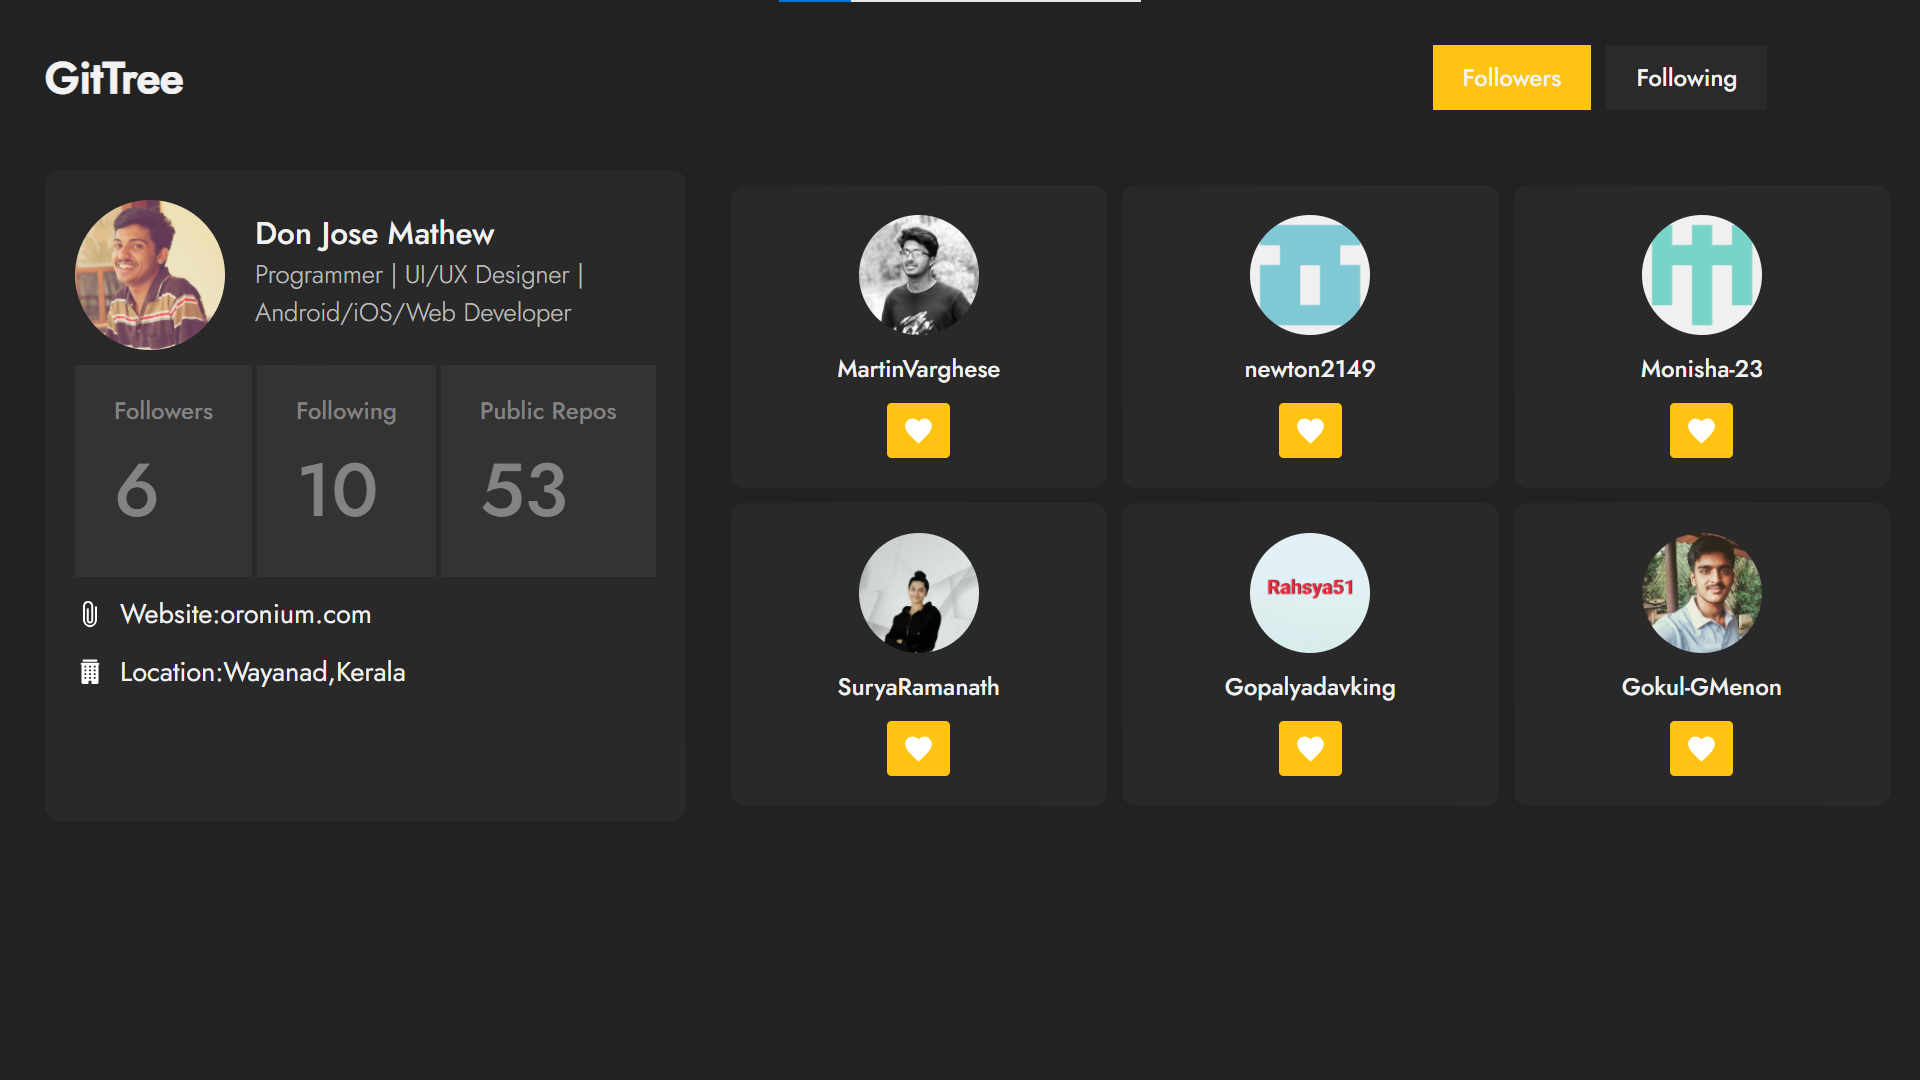 GitTree
Followers
Following
Don Jose Mathew
Programmer | UI/UX Designer |
Android/iOS/Web Developer
Followers
Following
Public Repos
6
10
53
Website:oronium.com
Location:Wayanad,Kerala
MartinVarghese
newton2149
Monisha-23
Rahsya51
SuryaRamanath
Gopalyadavking
Gokul-GMenon